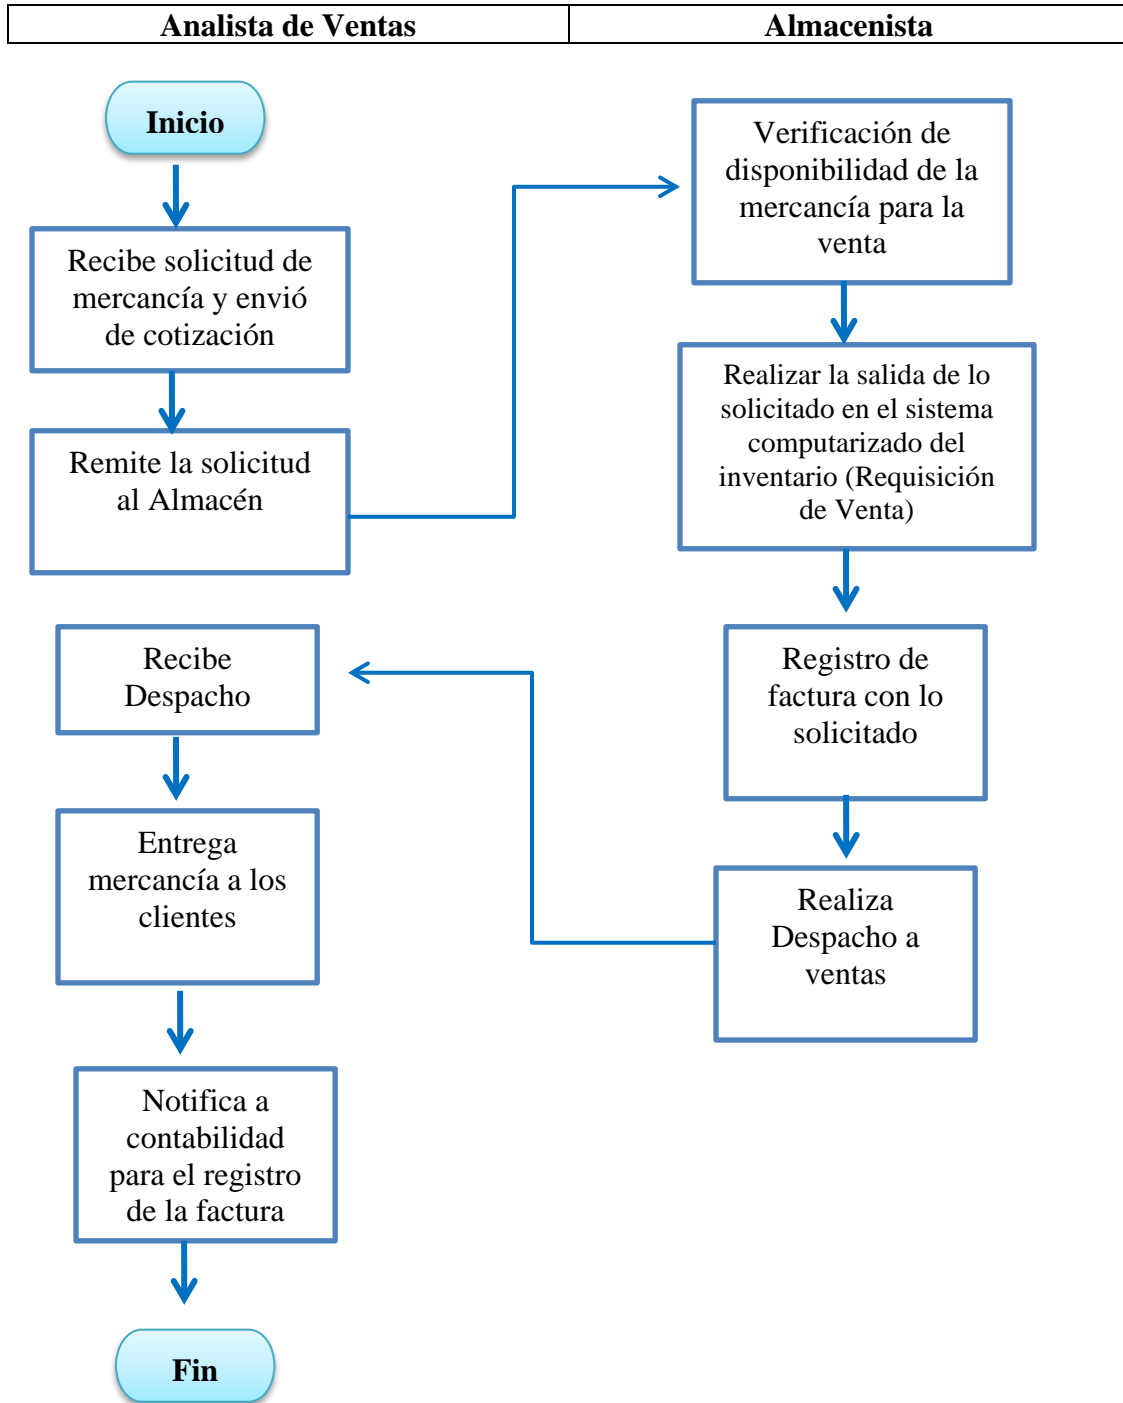 Analista de Ventas
Almacenista
Inicio
Recibe solicitud de
mercancía y envió
de cotización
Remite la solicitud
al Almacén
Verificación de
disponibilidad de la
mercancía para la
venta
Realizar la salida de lo
solicitado en el sistema
computarizado del
inventario (Requisición
de Venta)
Registro de
factura con lo
solicitado
Realiza
Despacho a
ventas
Recibe
Despacho
Entrega
mercancía a los
clientes
Notifica a
contabilidad
para el registro
de la factura
Fin